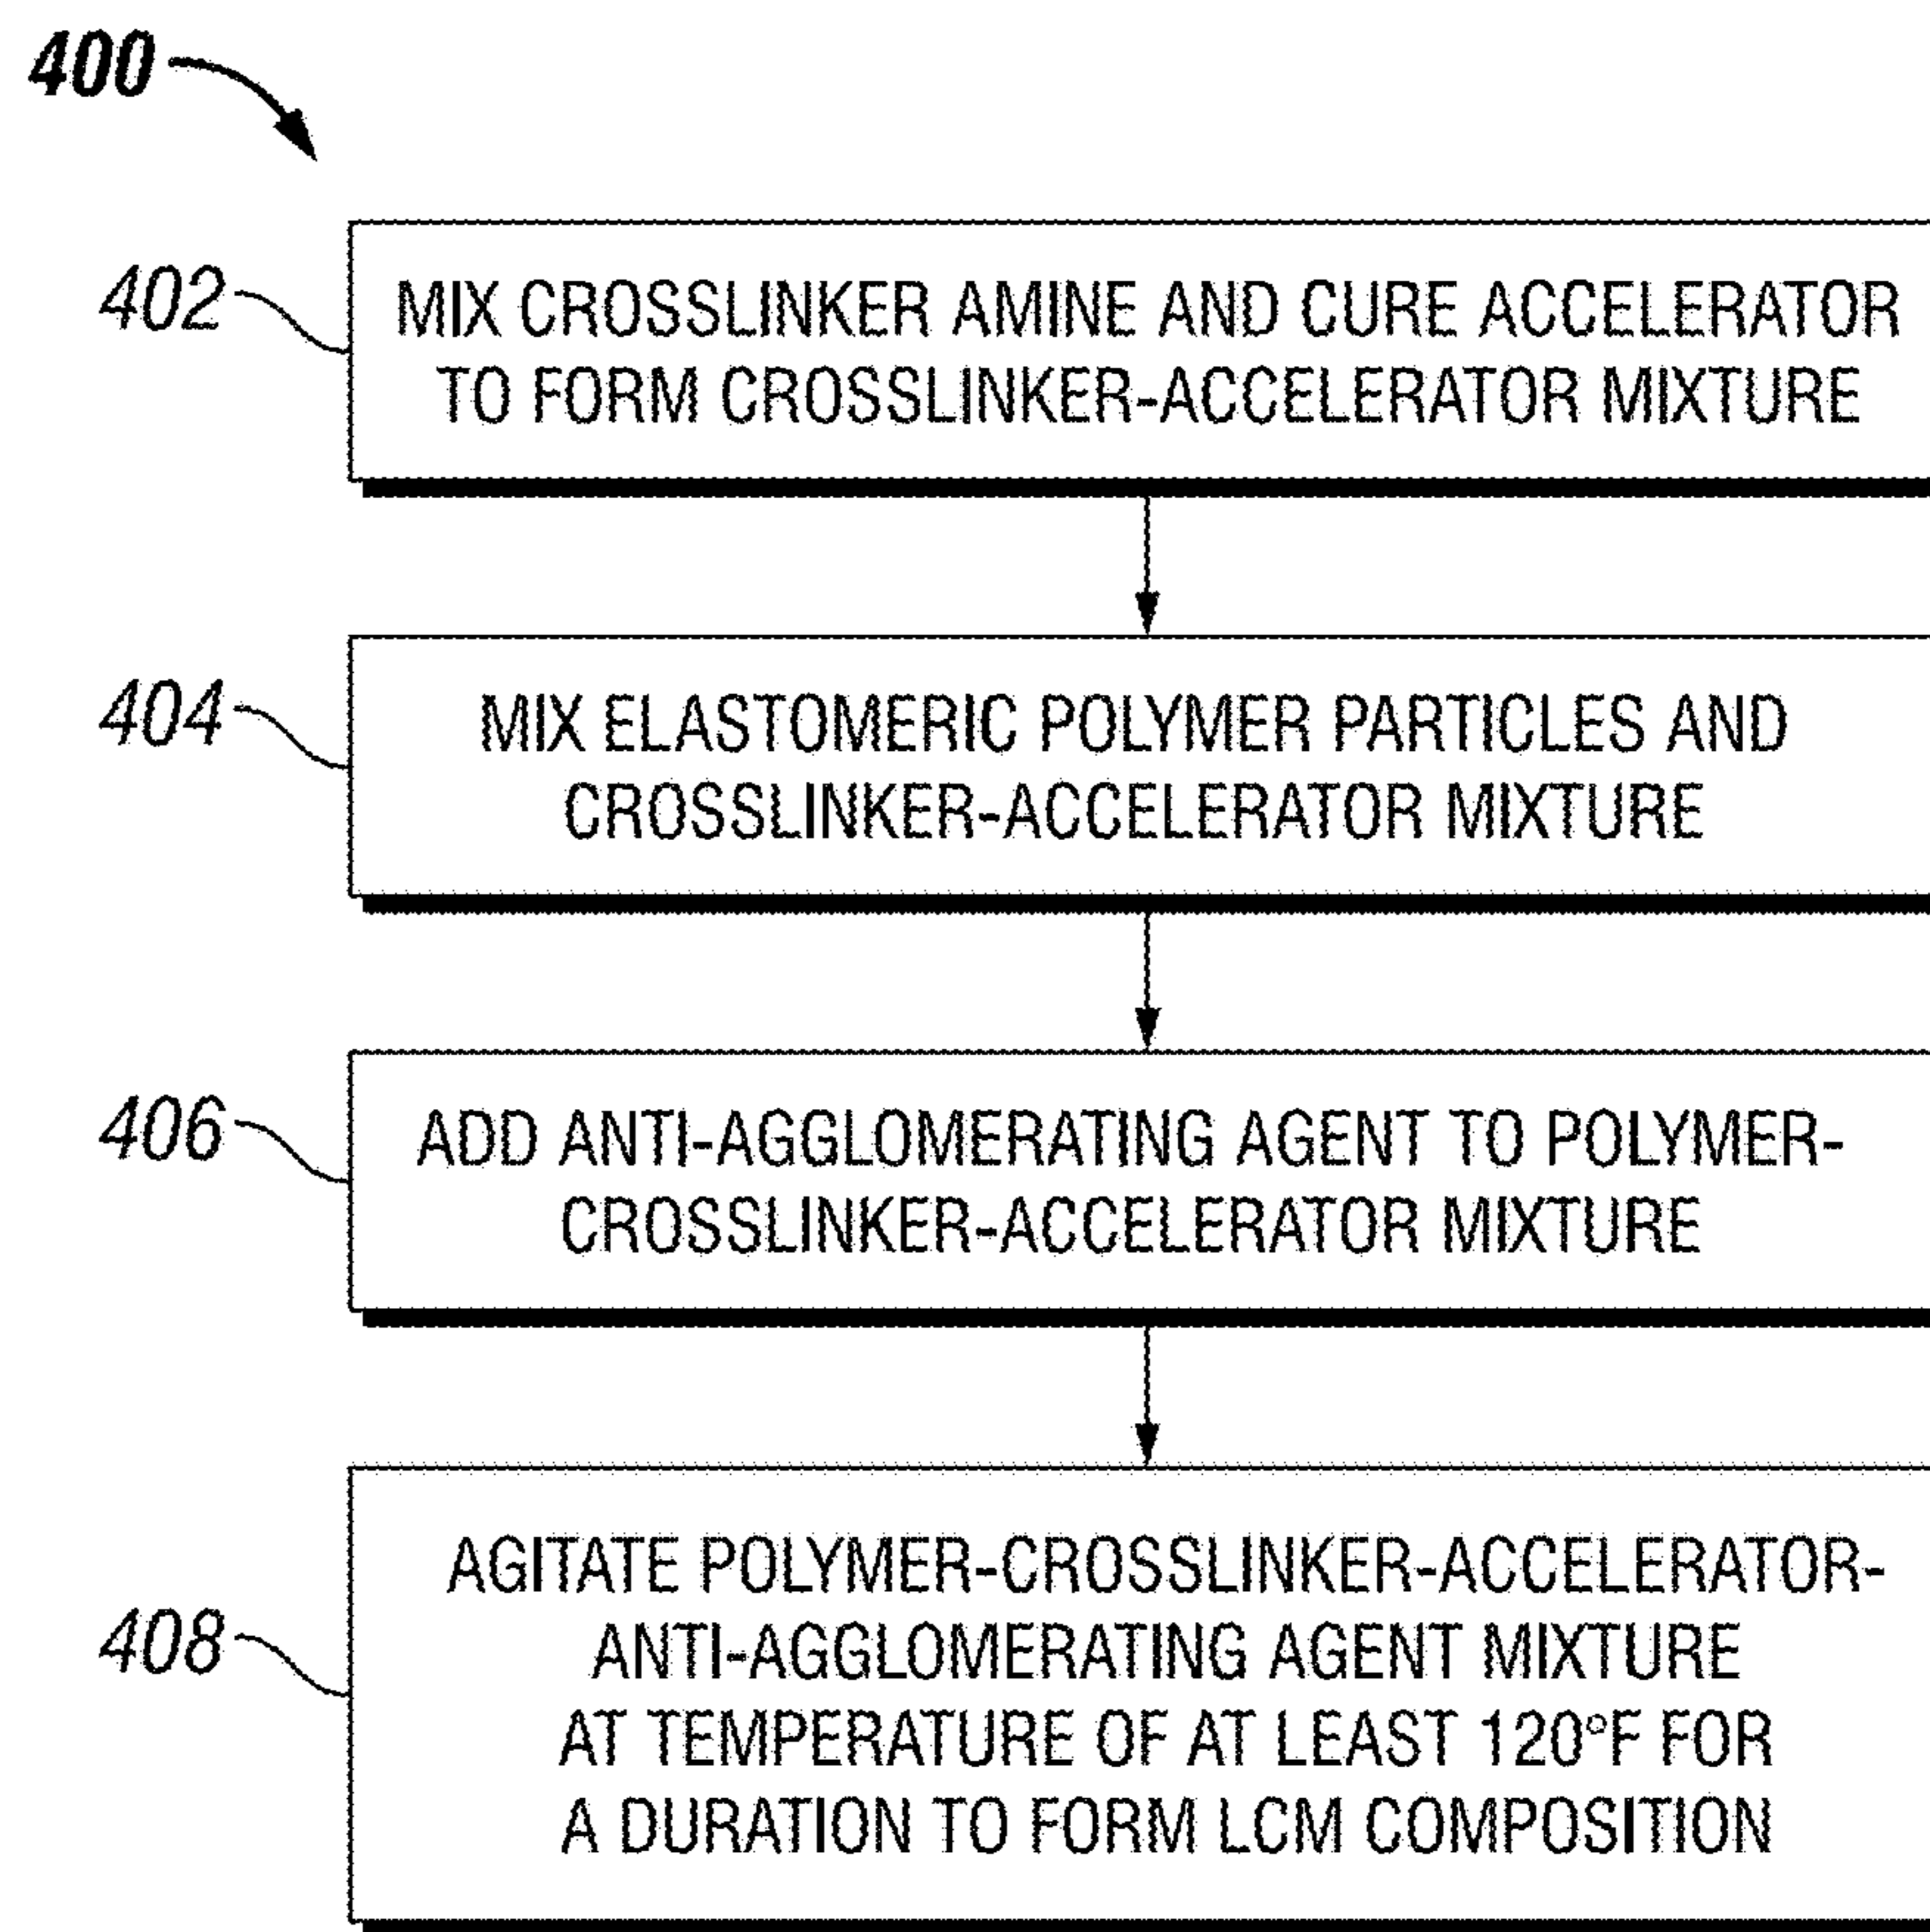 400
402
MIX CROSSLINKER AMINE AND CURE ACCELERATOR
TO FORM CROSSLINKER-ACCELERATOR MIXTURE
404
MIX ELASTOMERIC POLYMER PARTICLES AND
CROSSLINKER-ACCELERATOR MIXTURE
406
ADD ANTI-AGGLOMERATING AGENT TO POLYMER-
CROSSLINKER-ACCELERATOR MIXTURE
408
AGITATE POLYMER-CROSSLINKER-ACCELERATOR-
ANTI-AGGLOMERATING AGENT MIXTURE
AT TEMPERATURE OF AT LEAST 120°F FOR
A DURATION TO FORM LCM COMPOSITION